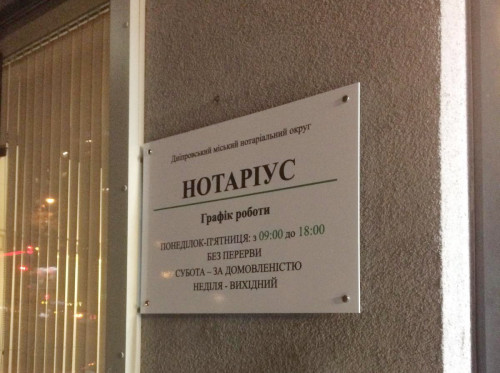 Дніпровський міський нотаріальний округ
НОТАРІУС
Графік роботи
ПОНЕДІЛОК-П'ЯТНИЦЯ: з 09:00 до 18:00
БЕЗ ПЕРЕРВИ
СУБОТА – ЗА ДОМОВЛЕНІСТЮ
НЕДІЛЯ - ВИХІДНИЙ